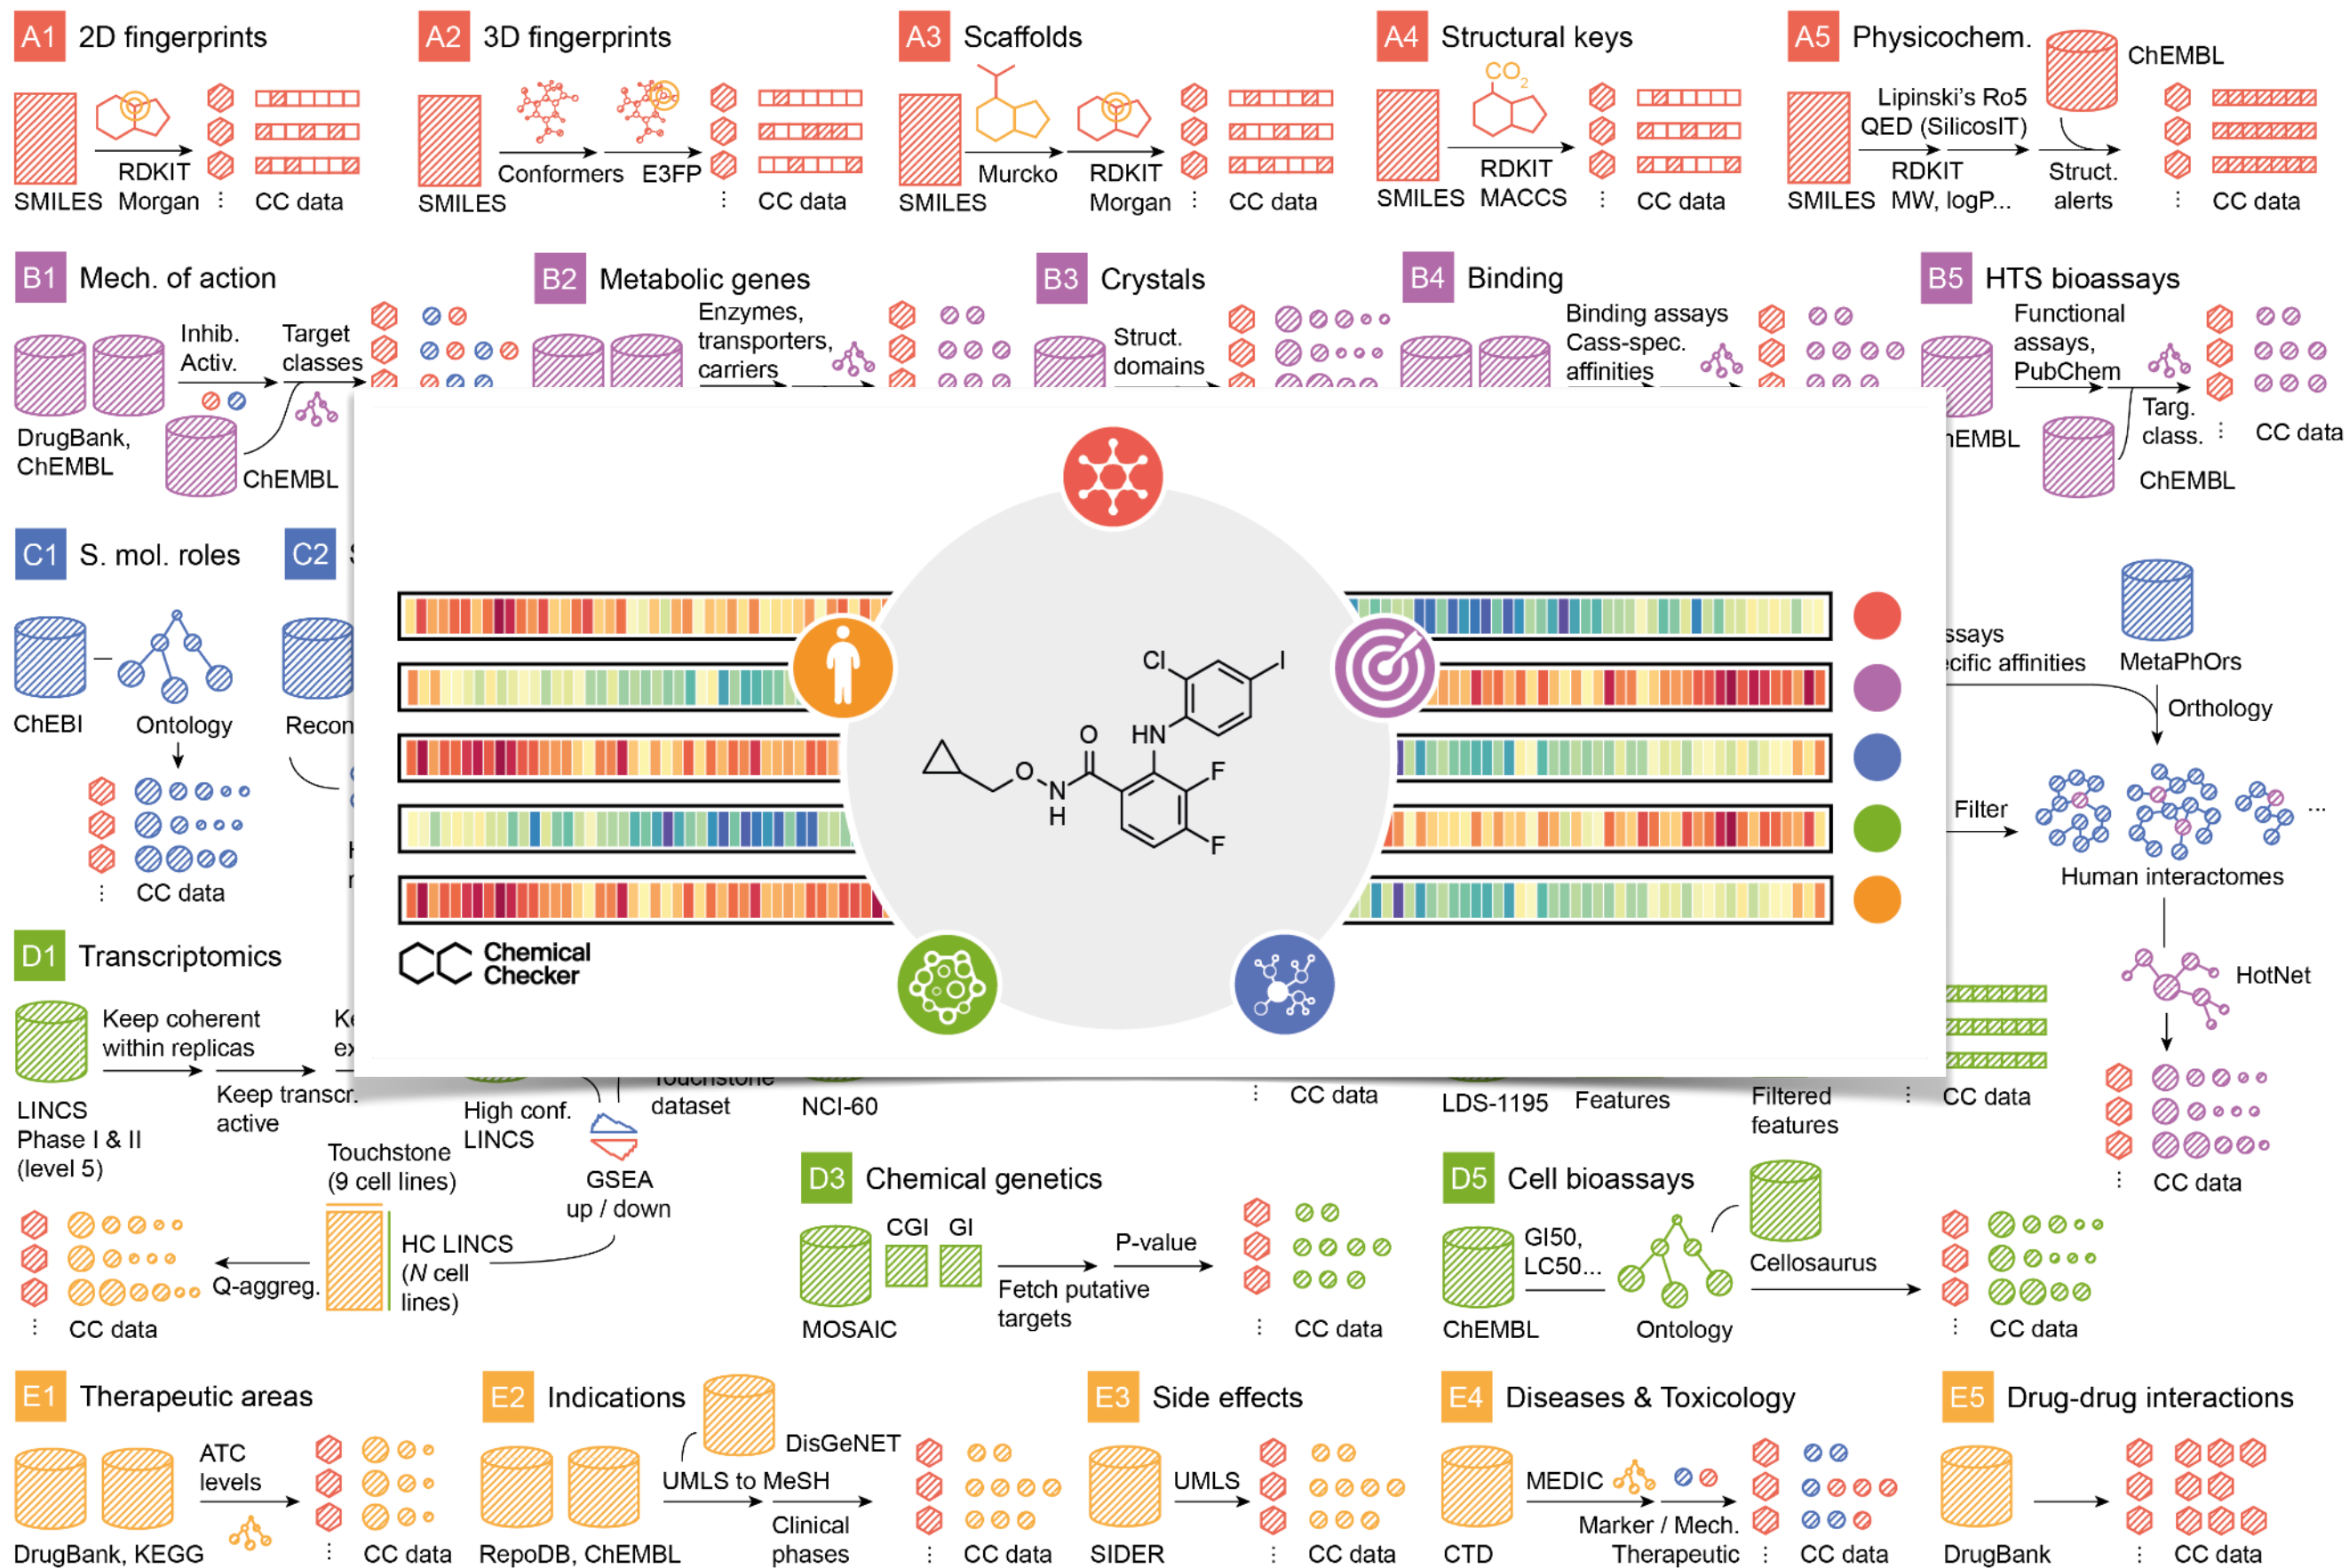 A1 2D fingerprints
SMILES
RDKIT
Morgan
CC data
A2 3D fingerprints
SMILES
Conformers
E3FP
CC data
A3 Scaffolds
SMILES
Murcko
RDKIT
Morgan
CC data
A4 Structural keys
CO2
SMILES
RDKIT
MACCS
CC data
A5 Physicochem.
ChEMBL
Lipinski's Ro5
QED (SilicosIT)
SMILES
RDKIT
MW, logP...
Struct.
alerts
CC data
B1 Mech. of action
Inhib.
Activ.
Target
classes
DrugBank,
ChEMBL
ChEMBL
B2 Metabolic genes
Enzymes,
transporters,
carriers
B3 Crystals
Struct.
domains
B4 Binding
Binding assays
Cass-spec.
affinities
B5 HTS bioassays
Functional
assays,
PubChem
hEMBL
Targ.
class.
ChEMBL
CC data
C1 S. mol. roles
ChEBI
Ontology
CC data
C2
Recon
ssays
cific affinities
MetaPhOrs
Orthology
Filter
...
Human interactomes
HotNet
CC data
Cl
I
HN
O
O
N
H
F
F
Chemical
Checker
D1 Transcriptomics
Keep coherent
within replicas
Keep transcr.
active
LINCS
Phase I & II
(level 5)
Touchstone
(9 cell lines)
High conf.
LINCS
Touchstone
dataset
GSEA
up / down
HC LINCS
(N cell
lines)
Q-aggreg.
CC data
NCI-60
CC data
LDS-1195
Features
Filtered
features
CC data
D3 Chemical genetics
CGI
GI
MOSAIC
Fetch putative
targets
P-value
CC data
D5 Cell bioassays
GI50,
LC50...
ChEMBL
Ontology
Cellosaurus
CC data
E1 Therapeutic areas
ATC
levels
DrugBank, KEGG
CC data
E2 Indications
DisGeNET
UMLS to MeSH
Clinical
phases
RepoDB, ChEMBL
CC data
E3 Side effects
UMLS
SIDER
CC data
E4 Diseases & Toxicology
MEDIC
Marker / Mech.
Therapeutic
CTD
CC data
E5 Drug-drug interactions
DrugBank
CC data